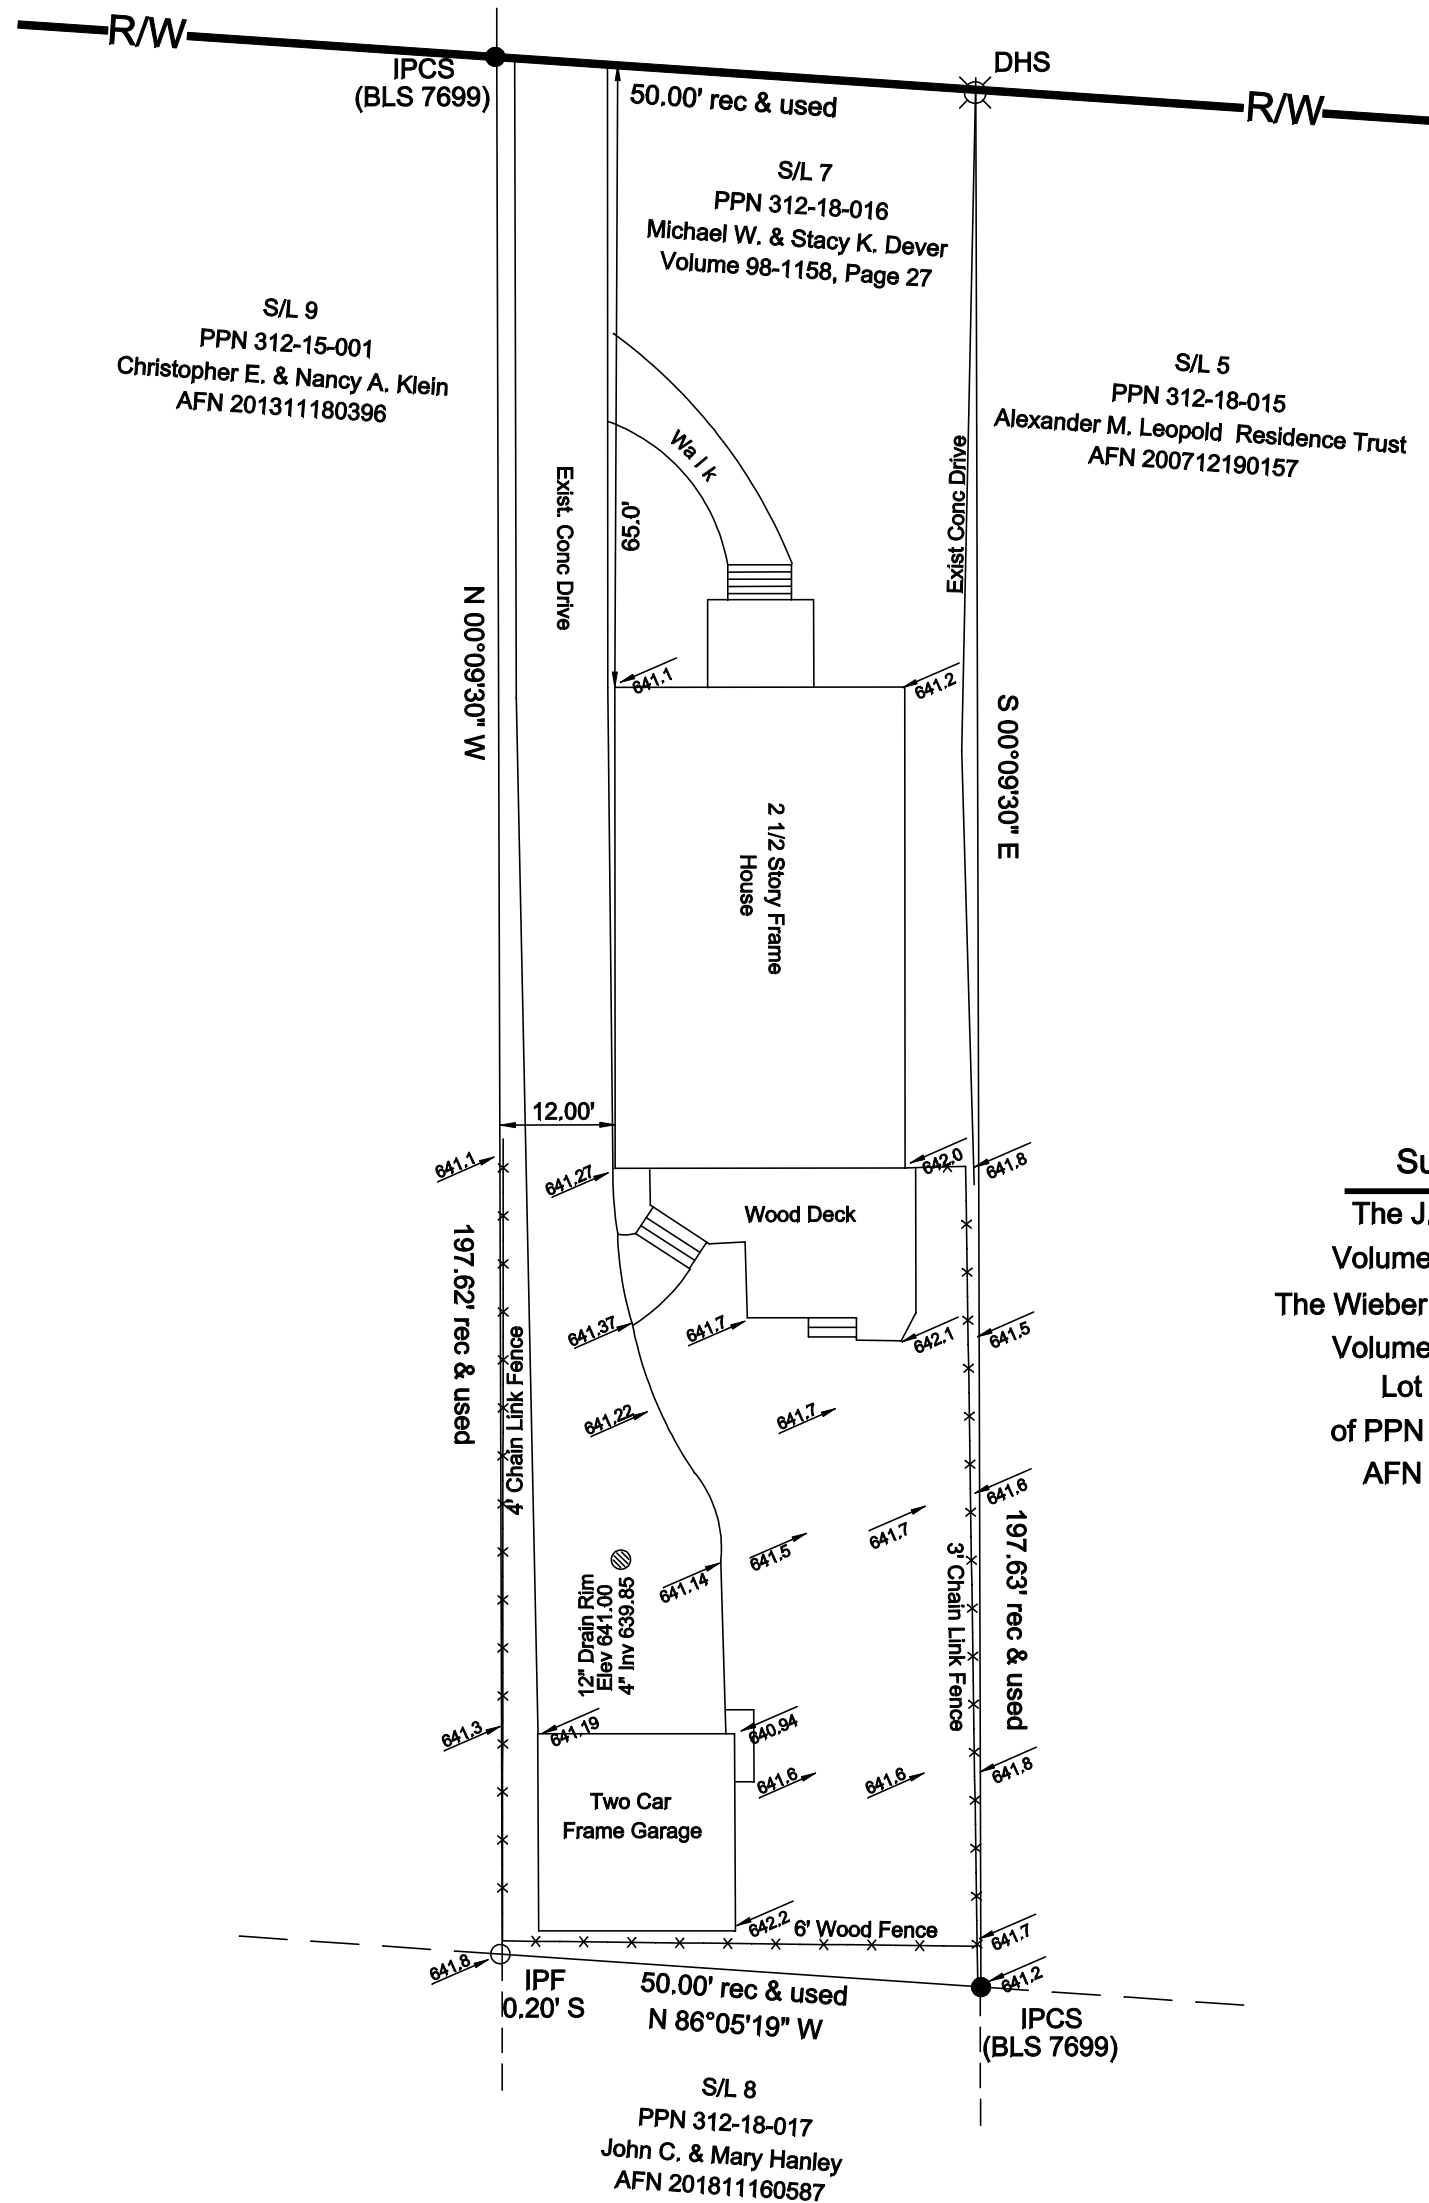 R/W
IPCS
(BLS 7699)
50.00' rec & used
DHS
R/W
S/L 7
PPN 312-18-016
Michael W. & Stacy K. Dever
Volume 98-1158, Page 27
S/L 9
PPN 312-15-001
Christopher E. & Nancy A. Klein
AFN 201311180396
S/L 5
PPN 312-18-015
Alexander M. Leopold Residence Trust
AFN 200712190157
Walk
Exist. Conc Drive
65.0'
Exist Conc Drive
N 00°09'30" W
641.1
641.2
S 00°09'30" E
2 1/2 Story Frame
House
12.00'
641.1
641.27
642.0
641.8
Wood Deck
197.62' rec & used
4' Chain Link Fence
641.37
641.7
642.1
641.5
641.22
641.7
641.6
641.7
641.5
641.14
12" Drain Rim
Elev 641.00
4" Inv 639.85
3' Chain Link Fence
197.63' rec & used
641.3
641.19
640.94
641.6
641.6
641.8
Two Car
Frame Garage
642.2
6' Wood Fence
641.7
641.8
641.2
IPF
0.20' S
50.00' rec & used
N 86°05'19" W
IPCS
(BLS 7699)
S/L 8
PPN 312-18-017
John C. & Mary Hanley
AFN 201811160587
Su
The J.
Volume
The Wieber
Volume
Lot
of PPN
AFN